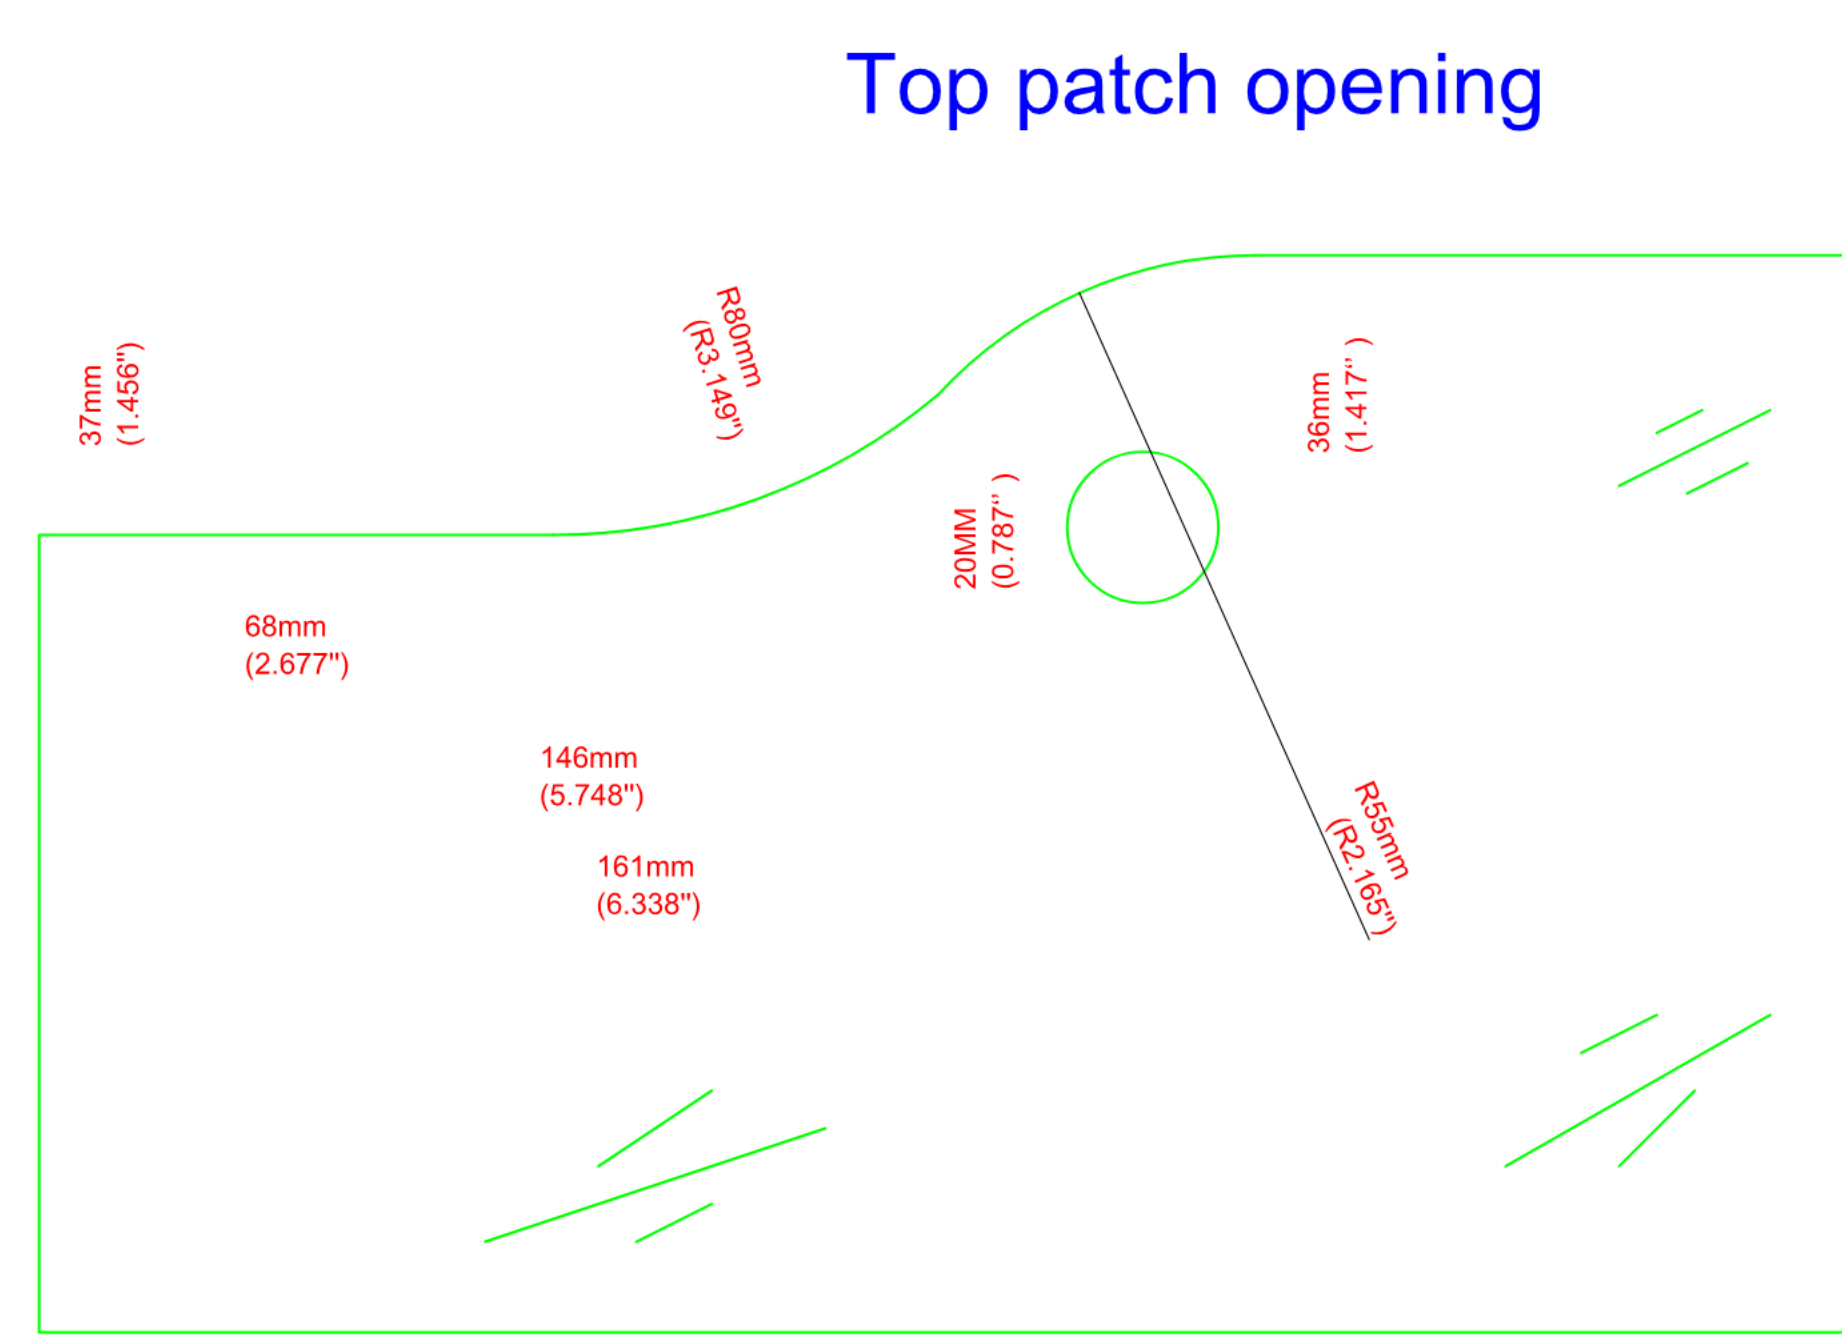 Top patch opening
R80mm
(R3.149")
37mm
(1.456")
36mm
(1.417” )
20MM
(0.787” )
68mm
(2.677")
146mm
(5.748")
R55mm
(R2.165")
161mm
(6.338")